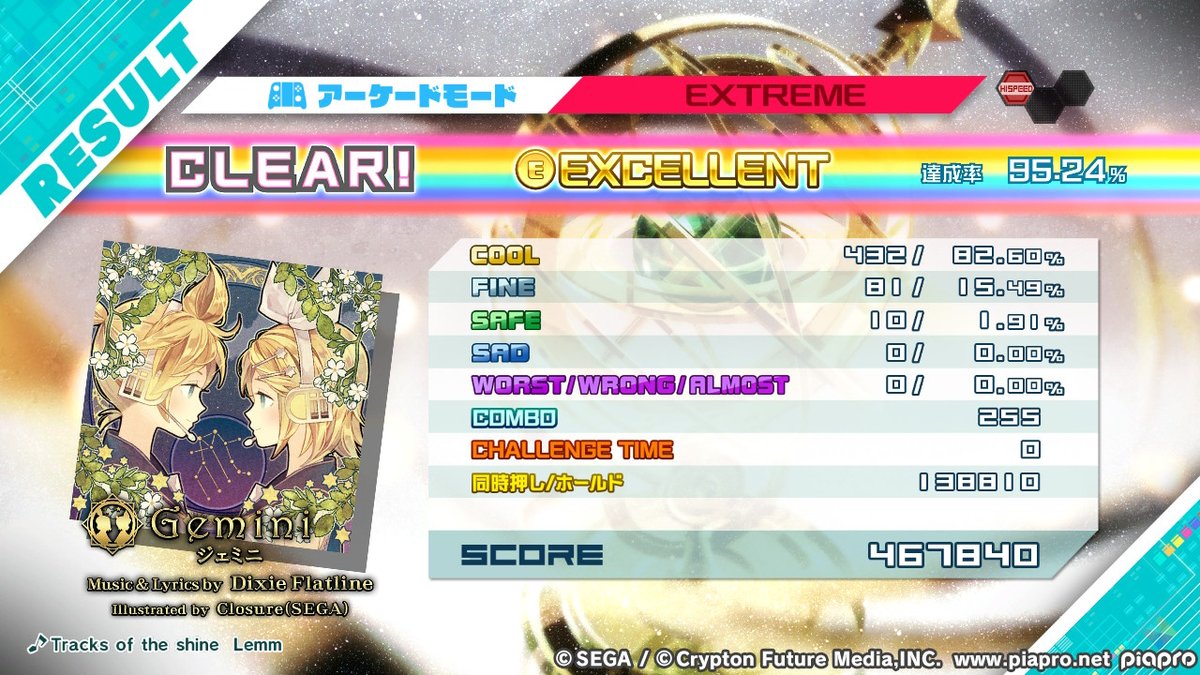 RESULT
アーケードモード EXTREME HISPEED
CLEAR! E EXCELLENT 達成率 95.24%
COOL 432/ 82.60%
FINE 81/ 15.49%
SAFE 10/ 1.91%
SAD 0/ 0.00%
WORST/WRONG/ALMOST 0/ 0.00%
COMBO 255
CHALLENGE TIME 0
同時押し/ホールド 138810
SCORE 467840
Gemini
ジェミニ
Music & Lyrics by Dixie Flatline
Illustrated by Closure(SEGA)
♪Tracks of the shine Lemm
© SEGA / © Crypton Future Media,INC. www.piapro.net piapro